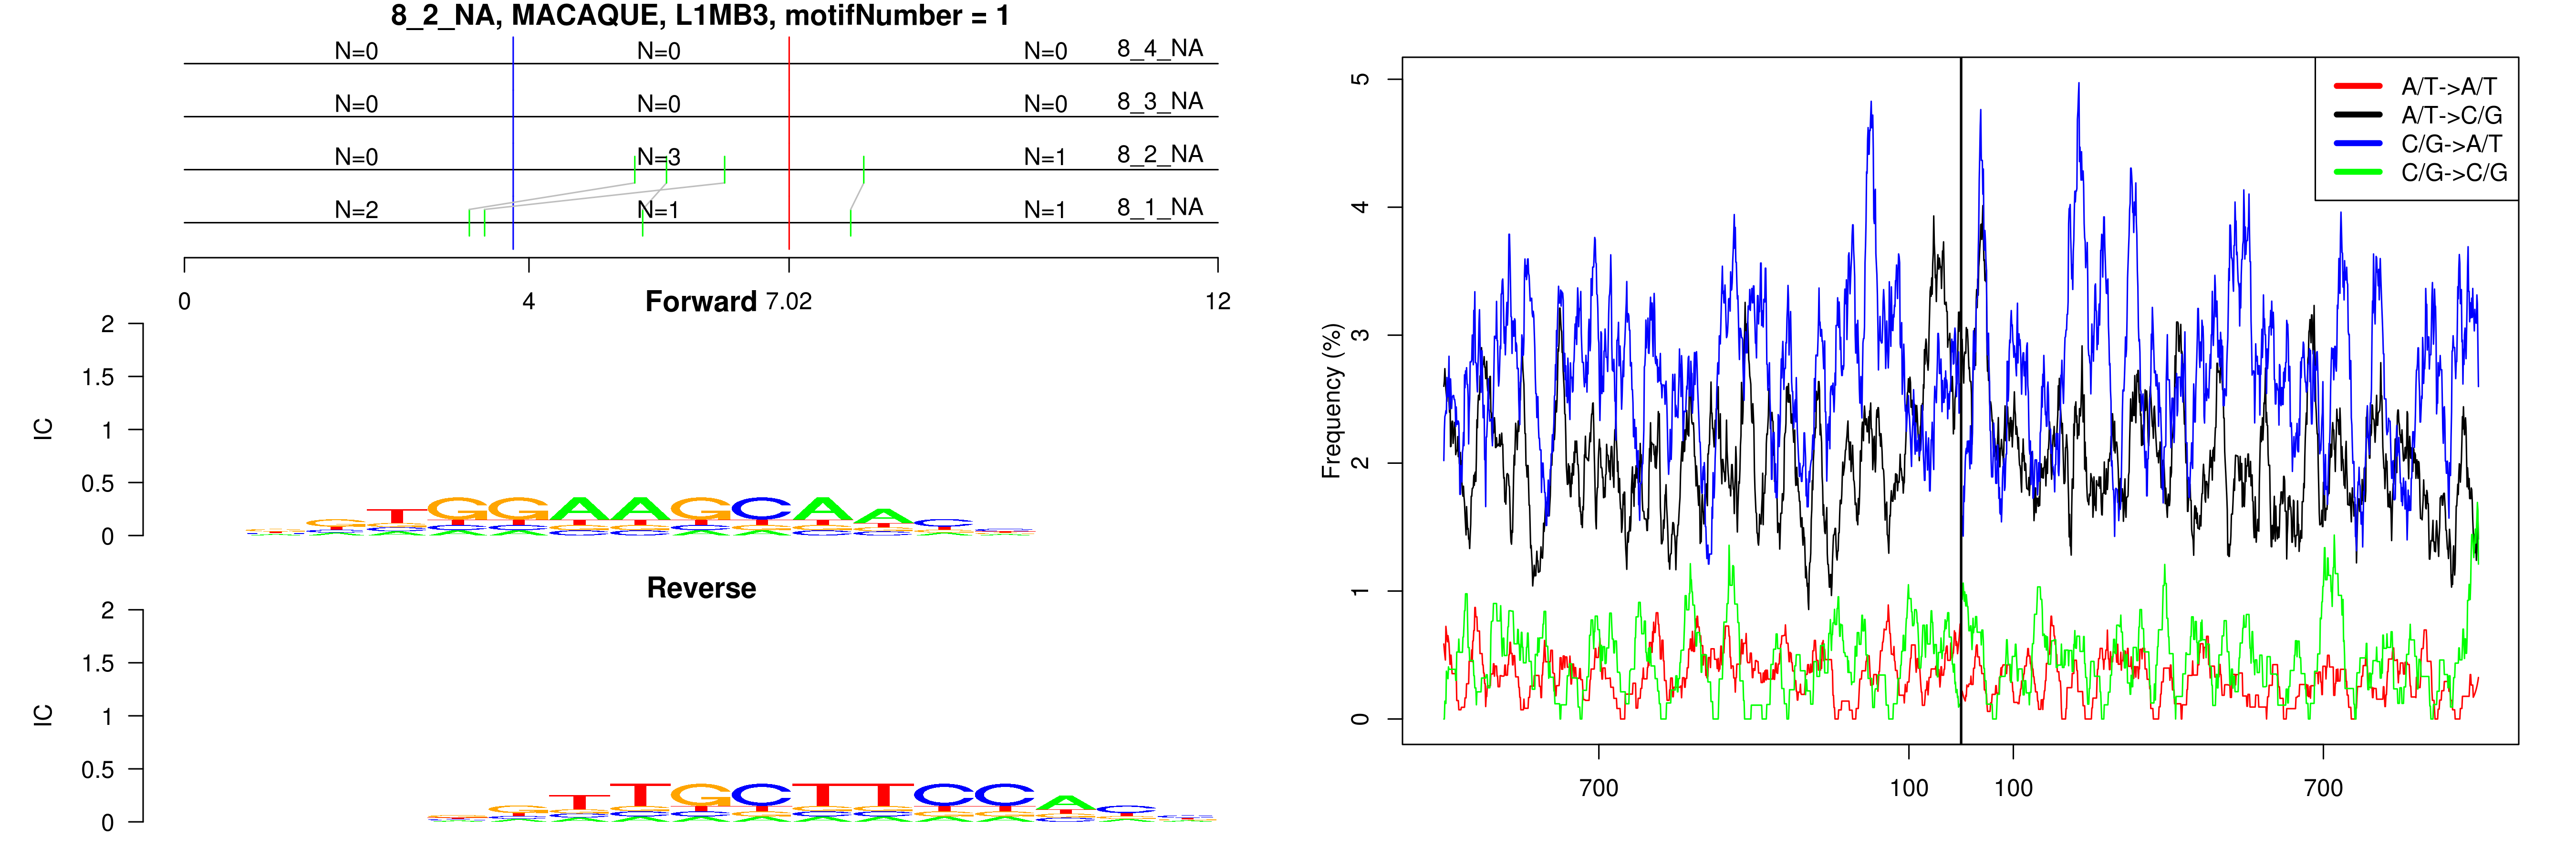 8_2_NA, MACAQUE, L1MB3, motifNumber = 1
N=0 N=0 N=0 8_4_NA
N=0 N=0 N=0 8_3_NA
N=0 N=3 N=1 8_2_NA
N=2 N=1 N=1 8_1_NA
0 4 7.02 12
Forward
2
1.5
1
0.5
0
IC
TGGAAGCAAC
Reverse
2
1.5
1
0.5
0
IC
GTTGCTTCCAC
5
4
3
2
1
0
Frequency (%)
A/T->A/T
A/T->C/G
C/G->A/T
C/G->C/G
700 100 100 700